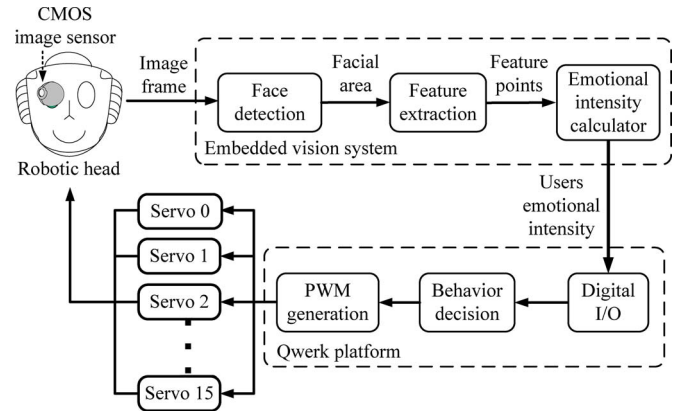 CMOS
image sensor
Robotic head
Image
frame
Face
detection
Facial
area
Feature
extraction
Feature
points
Emotional
intensity
calculator
Embedded vision system
Users
emotional
intensity
Digital
I/O
Behavior
decision
PWM
generation
Qwerk platform
Servo 0
Servo 1
Servo 2
Servo 15